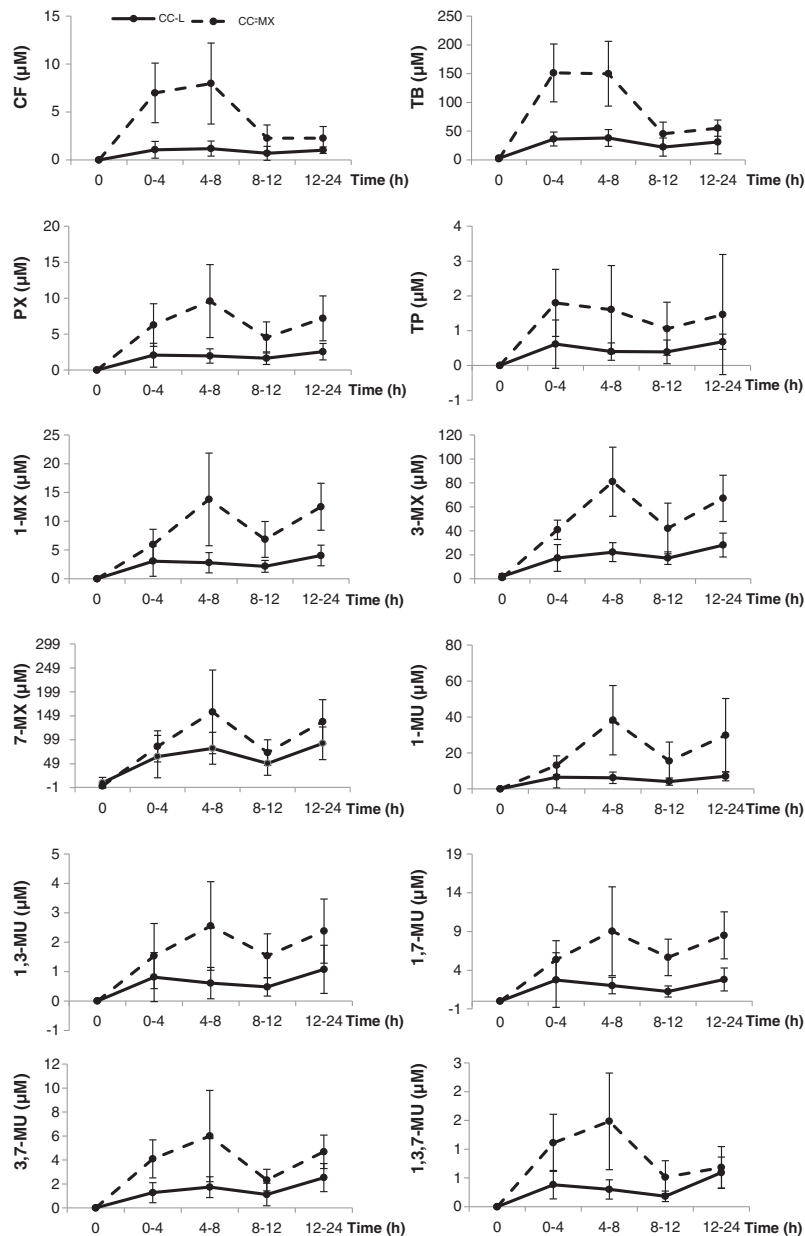 CC-L CC-MX
CF (µM)
15
10
5
0
0 0-4 4-8 8-12 12-24 Time (h)
TB (µM)
250
200
150
100
50
0
0 0-4 4-8 8-12 12-24 Time (h)
PX (µM)
20
15
10
5
0
0 0-4 4-8 8-12 12-24 Time (h)
TP (µM)
4
3
2
1
0
-1
0 0-4 4-8 8-12 12-24 Time (h)
1-MX (µM)
25
20
15
10
5
0
0 0-4 4-8 8-12 12-24 Time (h)
3-MX (µM)
120
100
80
60
40
20
0
0 0-4 4-8 8-12 12-24 Time (h)
7-MX (µM)
299
249
199
149
99
49
-1
0 0-4 4-8 8-12 12-24 Time (h)
1-MU (µM)
80
60
40
20
0
0 0-4 4-8 8-12 12-24 Time (h)
1,3-MU (µM)
5
4
3
2
1
0
-1
0 0-4 4-8 8-12 12-24 Time (h)
1,7-MU (µM)
19
14
9
4
-1
0 0-4 4-8 8-12 12-24 Time (h)
3,7-MU (µM)
12
10
8
6
4
2
0
0 0-4 4-8 8-12 12-24 Time (h)
1,3,7-MU (µM)
3
2
2
1
1
0
0 0-4 4-8 8-12 12-24 Time (h)